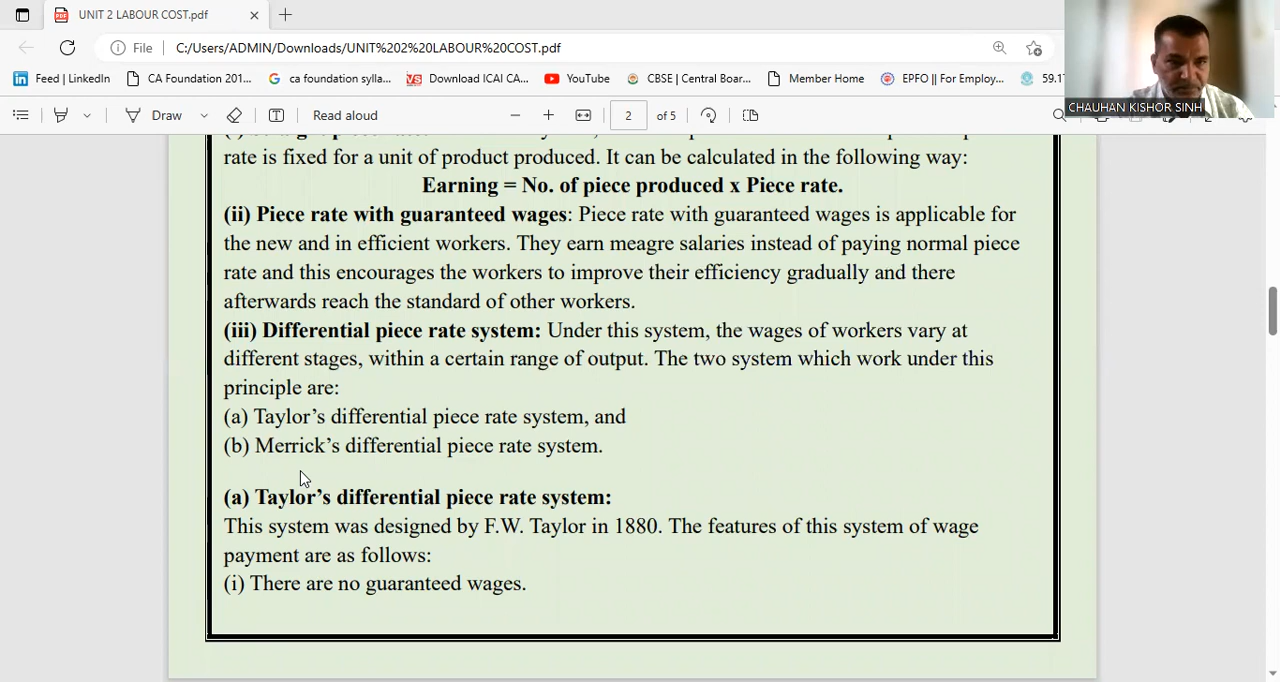 UNIT 2 LABOUR COST.pdf
File C:/Users/ADMIN/Downloads/UNIT%202%20LABOUR%20COST.pdf
Feed | LinkedIn CA Foundation 201... ca foundation sylla... Download ICAI CA... YouTube CBSE | Central Boar... Member Home EPFO || For Employ... 59.1
CHAUHAN KISHOR SINH
Draw Read aloud 2 of 5
rate is fixed for a unit of product produced. It can be calculated in the following way:
Earning = No. of piece produced x Piece rate.
(ii) Piece rate with guaranteed wages: Piece rate with guaranteed wages is applicable for
the new and in efficient workers. They earn meagre salaries instead of paying normal piece
rate and this encourages the workers to improve their efficiency gradually and there
afterwards reach the standard of other workers.
(iii) Differential piece rate system: Under this system, the wages of workers vary at
different stages, within a certain range of output. The two system which work under this
principle are:
(a) Taylor’s differential piece rate system, and
(b) Merrick’s differential piece rate system.
(a) Taylor’s differential piece rate system:
This system was designed by F.W. Taylor in 1880. The features of this system of wage
payment are as follows:
(i) There are no guaranteed wages.